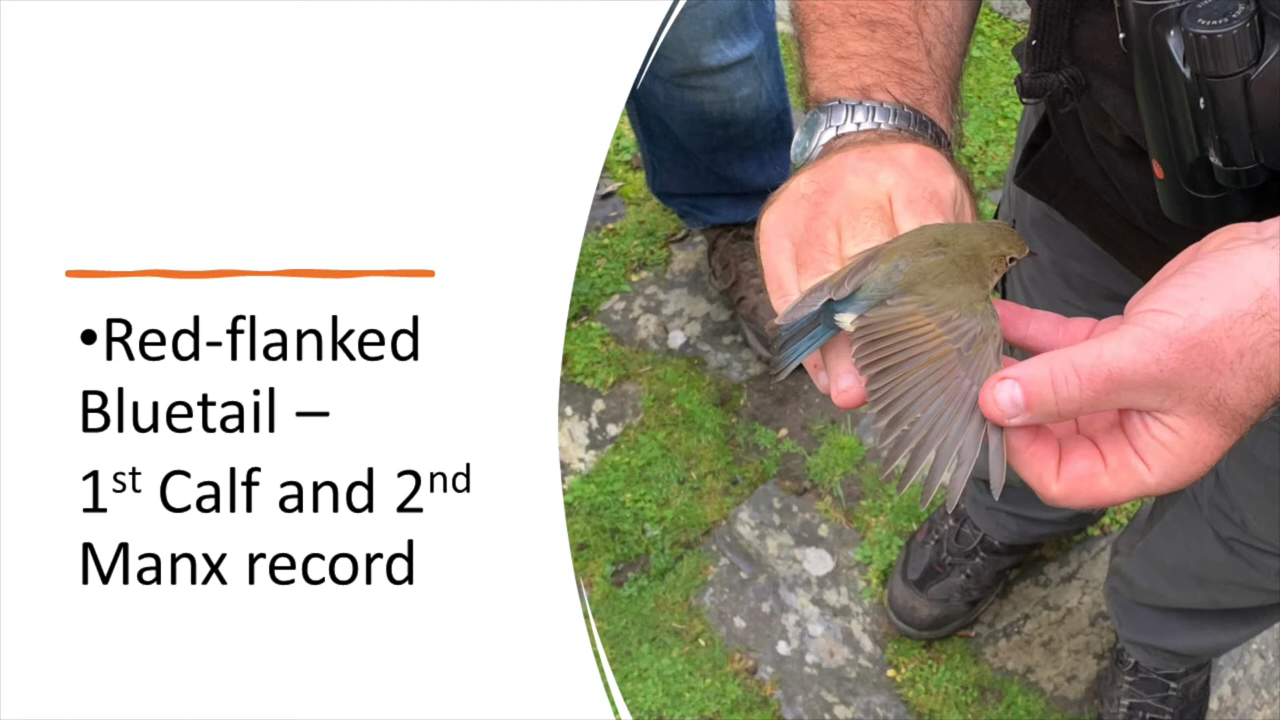 •Red-flanked
Bluetail –
1st Calf and 2nd
Manx record